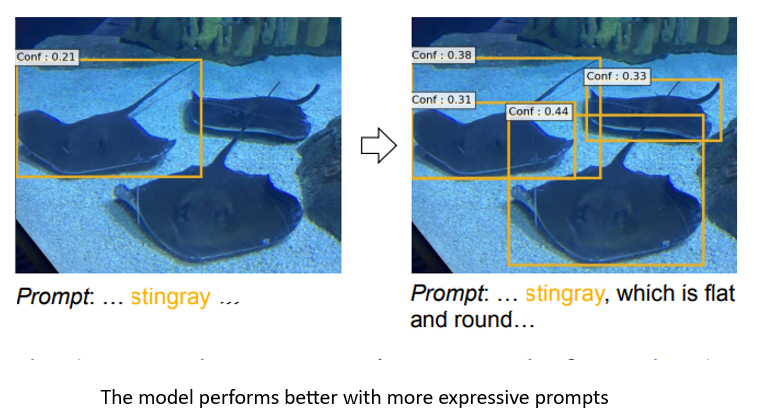 Conf : 0.21
Conf : 0.38
Conf : 0.33
Conf : 0.31
Conf : 0.44
Prompt: … stingray
Prompt: … stingray, which is flat
and round…
The model performs better with more expressive prompts